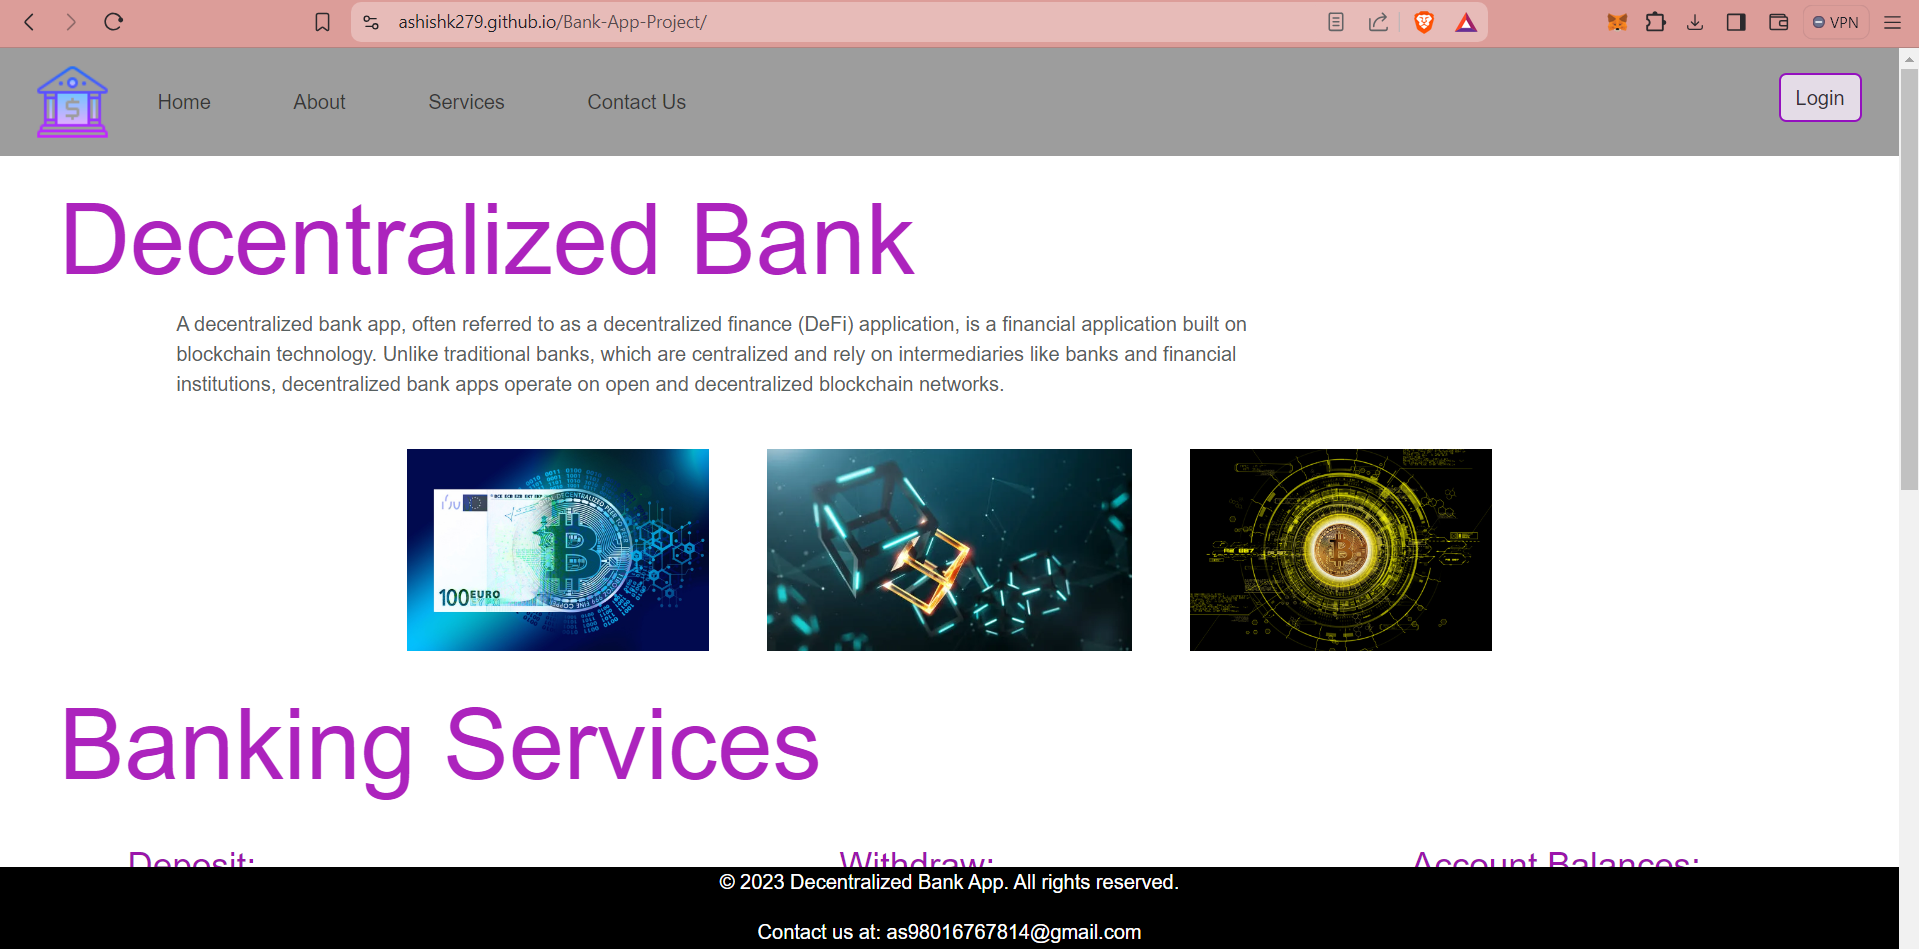 ashishk279.github.io/Bank-App-Project/
VPN
$
Home About Services Contact Us Login
Decentralized Bank
A decentralized bank app, often referred to as a decentralized finance (DeFi) application, is a financial application built on
blockchain technology. Unlike traditional banks, which are centralized and rely on intermediaries like banks and financial
institutions, decentralized bank apps operate on open and decentralized blockchain networks.
100 EURO
Banking Services
Deposit: Withdraw: Account Balances:
© 2023 Decentralized Bank App. All rights reserved.
Contact us at: as98016767814@gmail.com